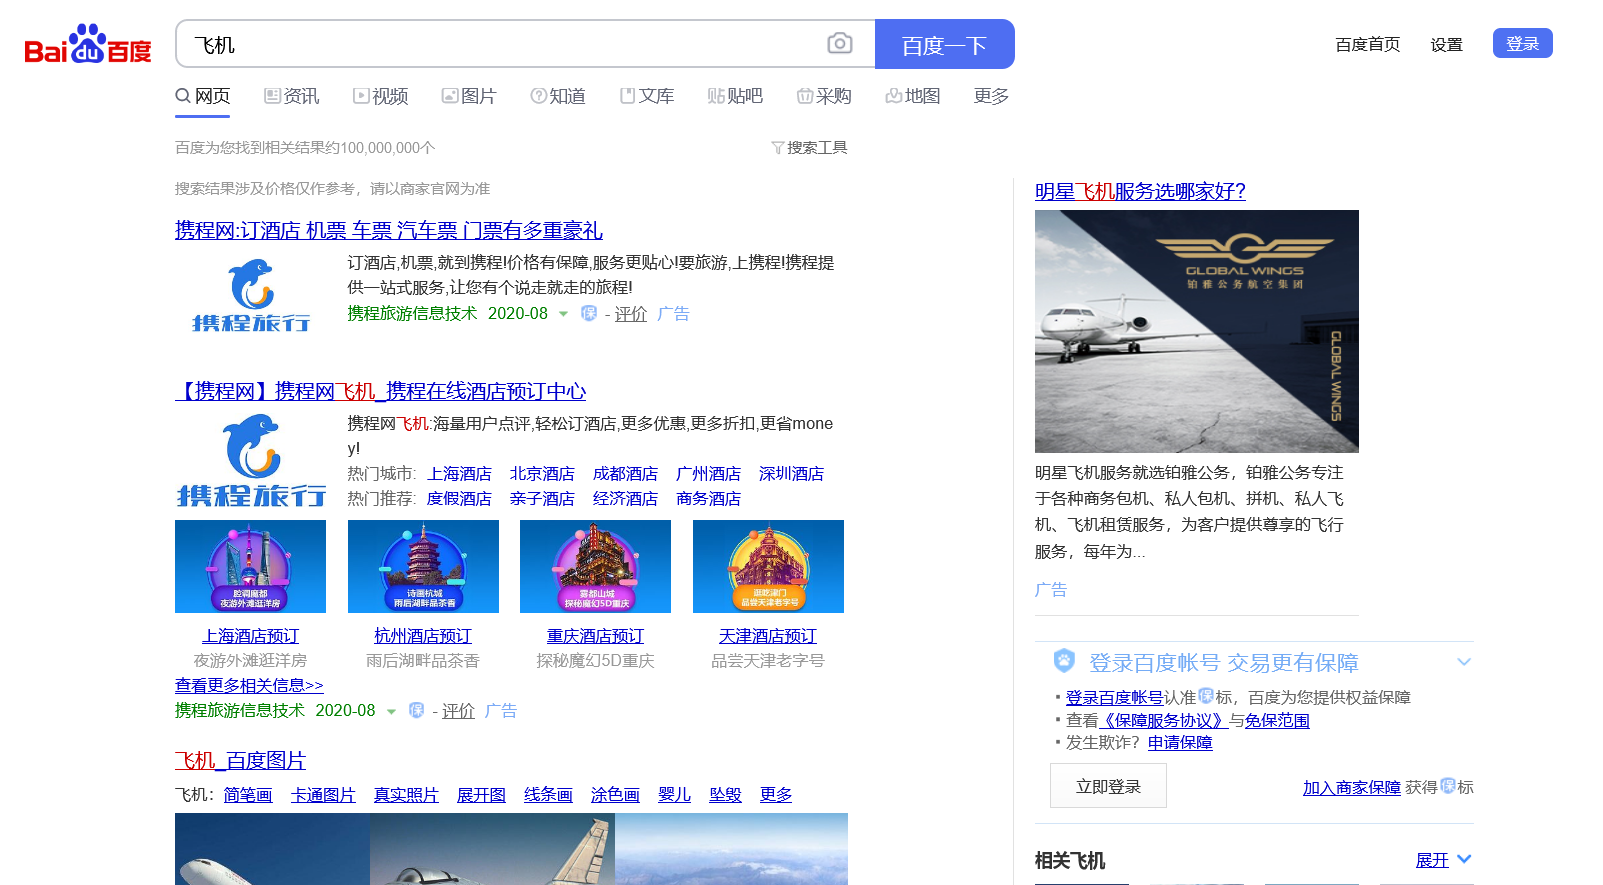 Bai du 百度
飞机
百度一下
百度首页 设置 登录
网页 资讯 视频 图片 知道 文库 贴吧 采购 地图 更多
百度为您找到相关结果约100,000,000个
搜索工具
搜索结果涉及价格仅作参考，请以商家官网为准
携程网:订酒店 机票 车票 汽车票 门票有多重豪礼
携程旅行
订酒店,机票,就到携程!价格有保障,服务更贴心!要旅游,上携程!携程提
供一站式服务,让您有个说走就走的旅程!
携程旅游信息技术 2020-08 保 - 评价 广告
【携程网】携程网飞机_携程在线酒店预订中心
携程旅行
携程网飞机:海量用户点评,轻松订酒店,更多优惠,更多折扣,更省mone
y!
热门城市: 上海酒店 北京酒店 成都酒店 广州酒店 深圳酒店
热门推荐: 度假酒店 亲子酒店 经济酒店 商务酒店
腔调魔都
夜游外滩逛洋房
诗画杭城
雨后湖畔品茶香
雾都山城
探秘魔幻5D重庆
逛吃津门
品尝天津老字号
上海酒店预订 杭州酒店预订 重庆酒店预订 天津酒店预订
夜游外滩逛洋房 雨后湖畔品茶香 探秘魔幻5D重庆 品尝天津老字号
查看更多相关信息>>
携程旅游信息技术 2020-08 保 - 评价 广告
飞机_百度图片
飞机： 简笔画 卡通图片 真实照片 展开图 线条画 涂色画 婴儿 坠毁 更多
明星飞机服务选哪家好?
GLOBAL WINGS
铂雅公务航空集团
GLOBAL WINGS
明星飞机服务就选铂雅公务，铂雅公务专注
于各种商务包机、私人包机、拼机、私人飞
机、飞机租赁服务，为客户提供尊享的飞行
服务，每年为...
广告
登录百度帐号 交易更有保障
• 登录百度帐号认准保标，百度为您提供权益保障
• 查看《保障服务协议》与免保范围
• 发生欺诈？申请保障
立即登录
加入商家保障 获得保标
相关飞机
展开